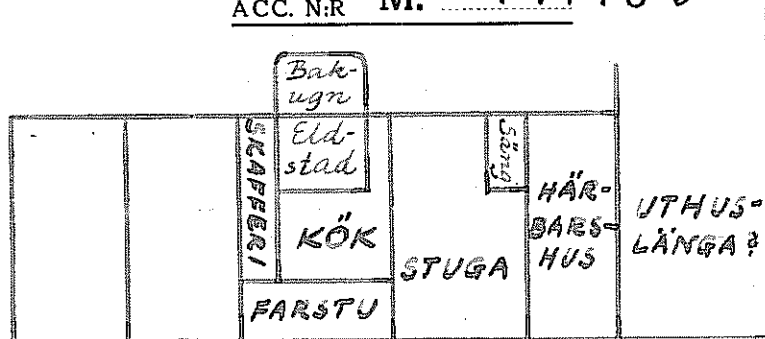 ACC. N:R M.
Bak-
ugn
Eld-
stad
SKAFFERI
KÖK
FARSTU
STUGA
Säng
HÄR-
BARS-
HUS
UTHUS-
LÄNGA?